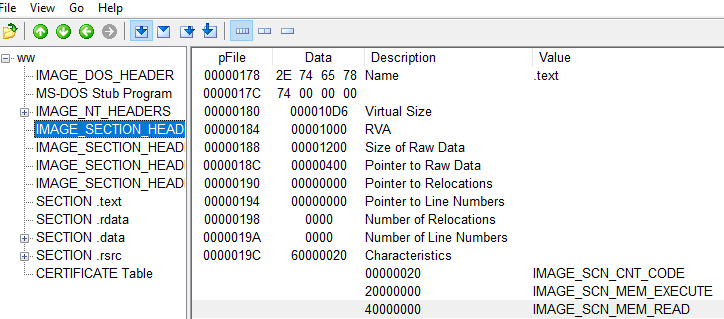 File View Go Help
ww
IMAGE_DOS_HEADER
MS-DOS Stub Program
IMAGE_NT_HEADERS
IMAGE_SECTION_HEAD
IMAGE_SECTION_HEAD
IMAGE_SECTION_HEAD
IMAGE_SECTION_HEAD
SECTION .text
SECTION .rdata
SECTION .data
SECTION .rsrc
CERTIFICATE Table
pFile Data Description Value
00000178 2E 74 65 78 Name .text
0000017C 74 00 00 00
00000180 000010D6 Virtual Size
00000184 00001000 RVA
00000188 00001200 Size of Raw Data
0000018C 00000400 Pointer to Raw Data
00000190 00000000 Pointer to Relocations
00000194 00000000 Pointer to Line Numbers
00000198 0000 Number of Relocations
0000019A 0000 Number of Line Numbers
0000019C 60000020 Characteristics
00000020 IMAGE_SCN_CNT_CODE
20000000 IMAGE_SCN_MEM_EXECUTE
40000000 IMAGE_SCN_MEM_READ